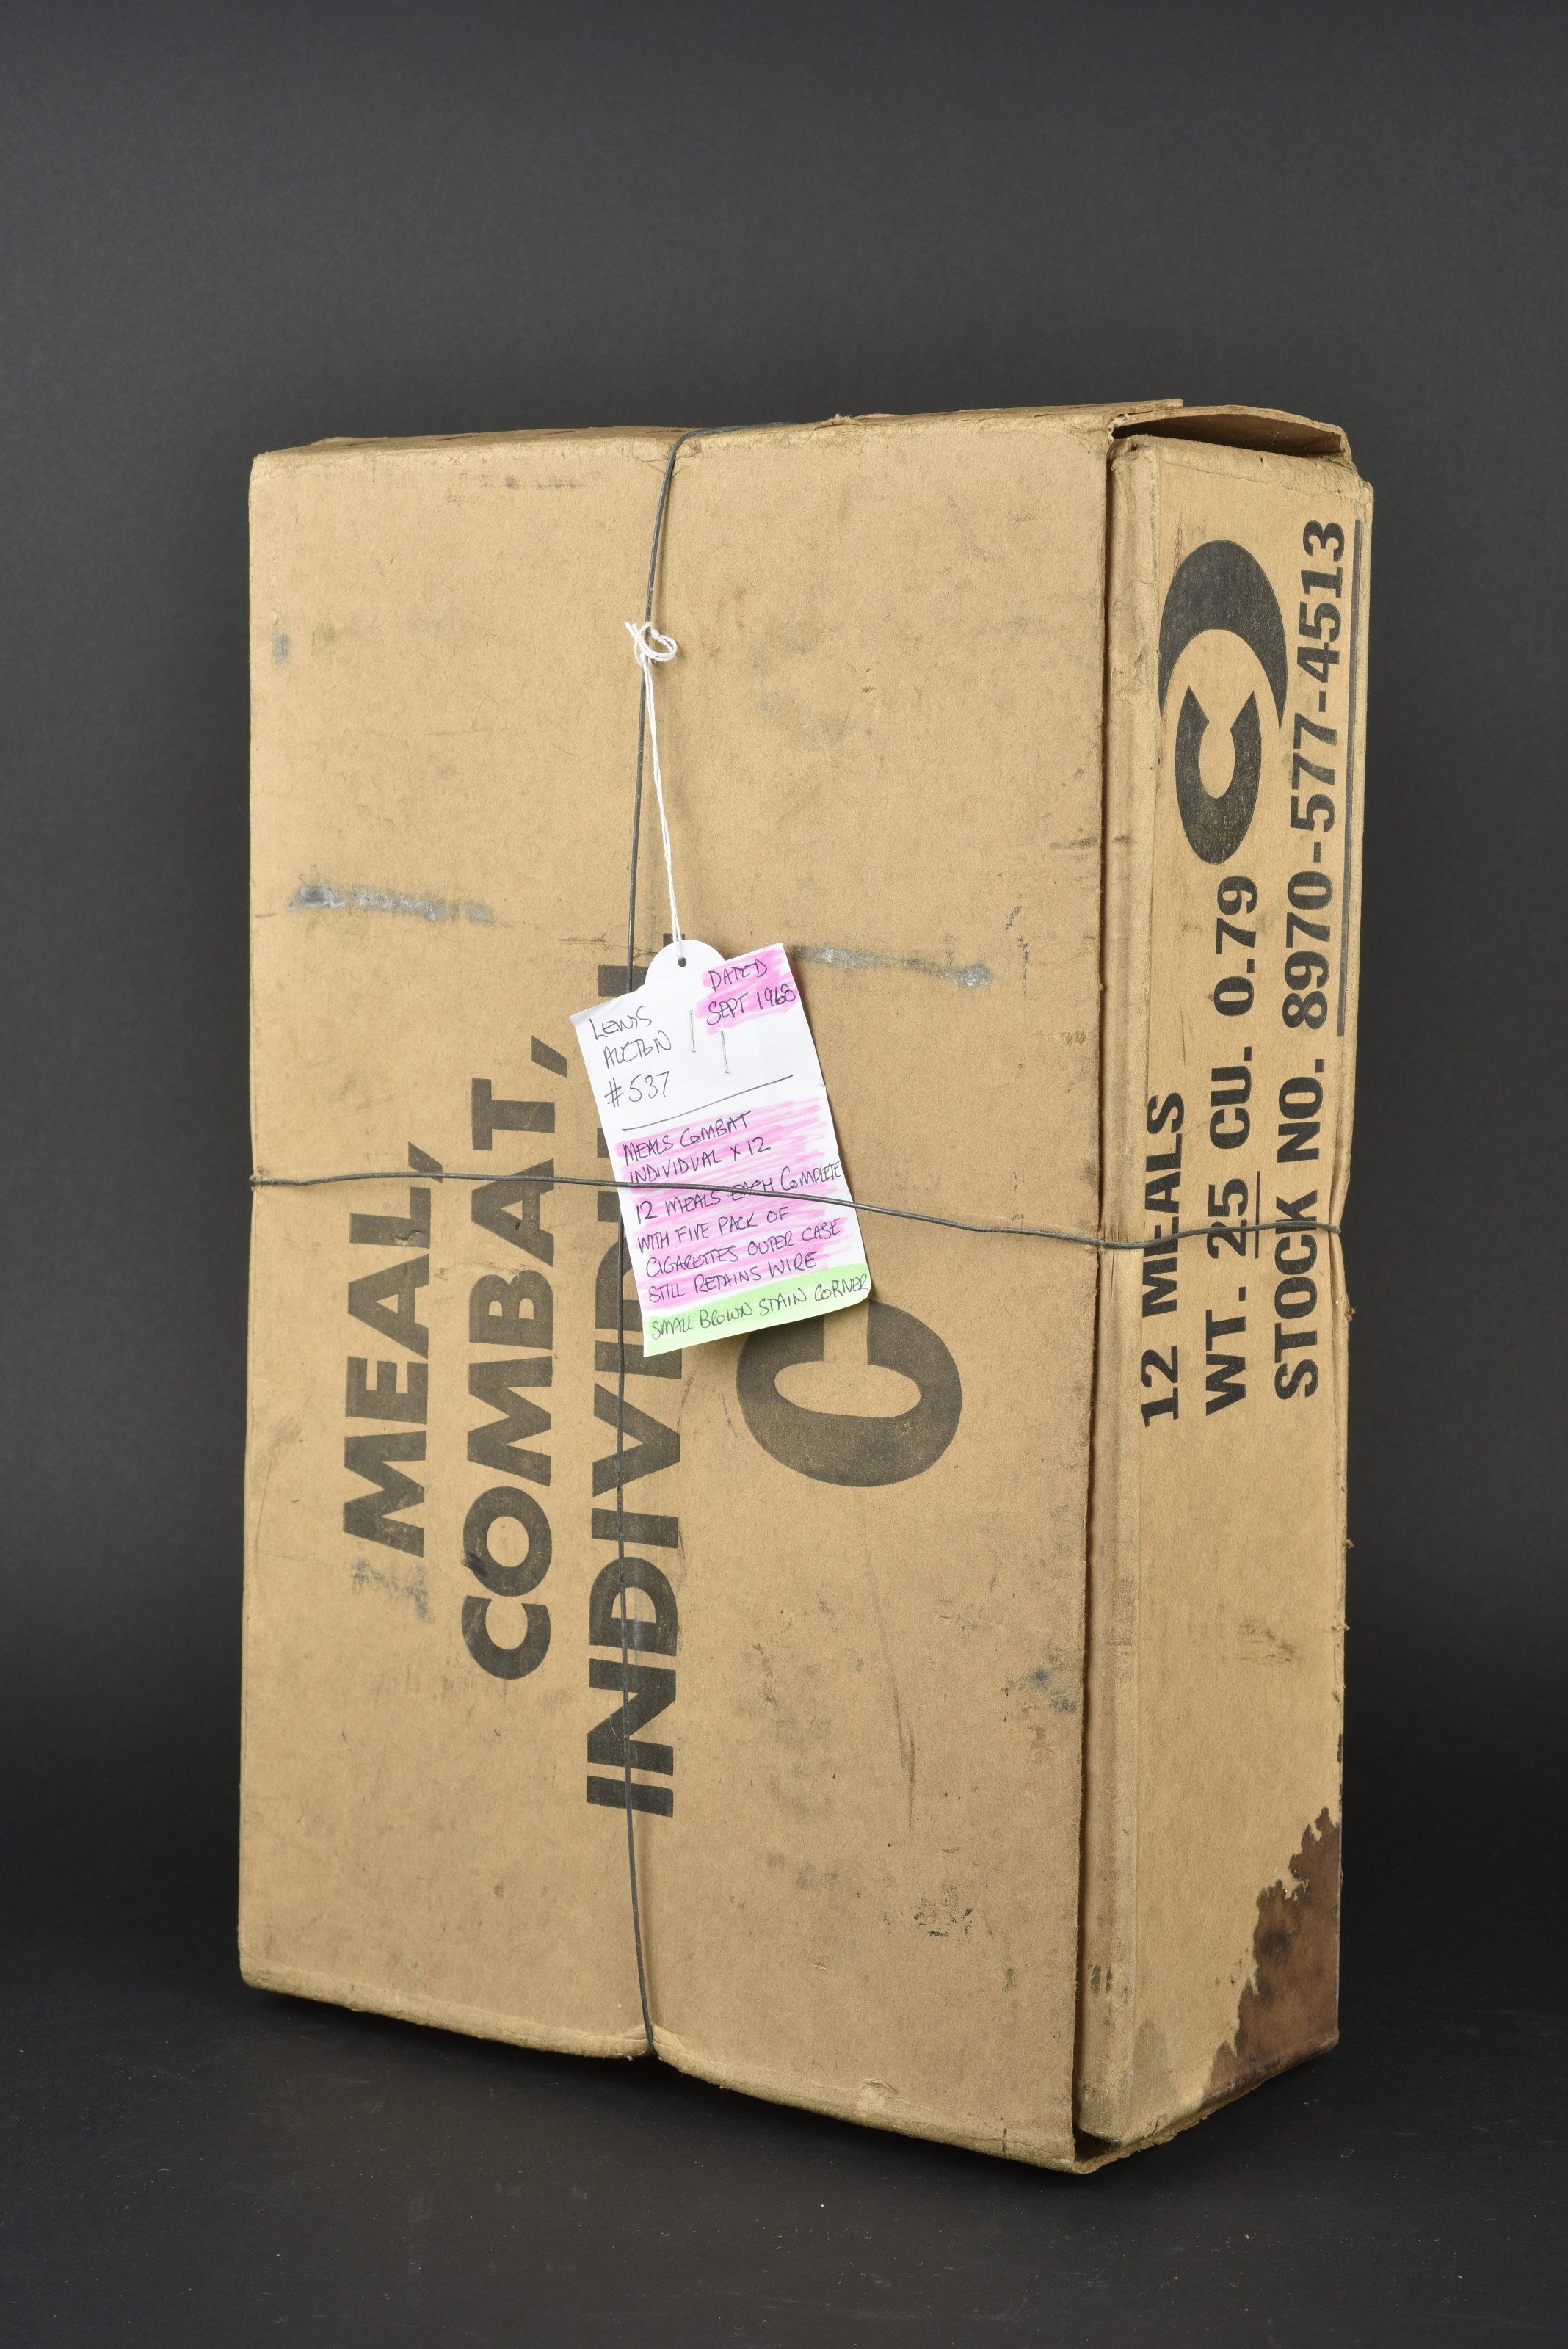 MEAL,
COMBAT,
INDIVIDUAL
C
LEWIS
AUCTION
#537
DATED
SEPT 1968
MEALS COMBAT
INDIVIDUAL X 12
12 MEALS EACH COMPLETE
WITH FIVE PACK OF
CIGARETTES OUTER CASE
STILL RETAINS WIRE
SMALL BROWN STAIN CORNER
12 MEALS
WT. 25 CU. 0.79
STOCK NO. 8970-577-4513
C